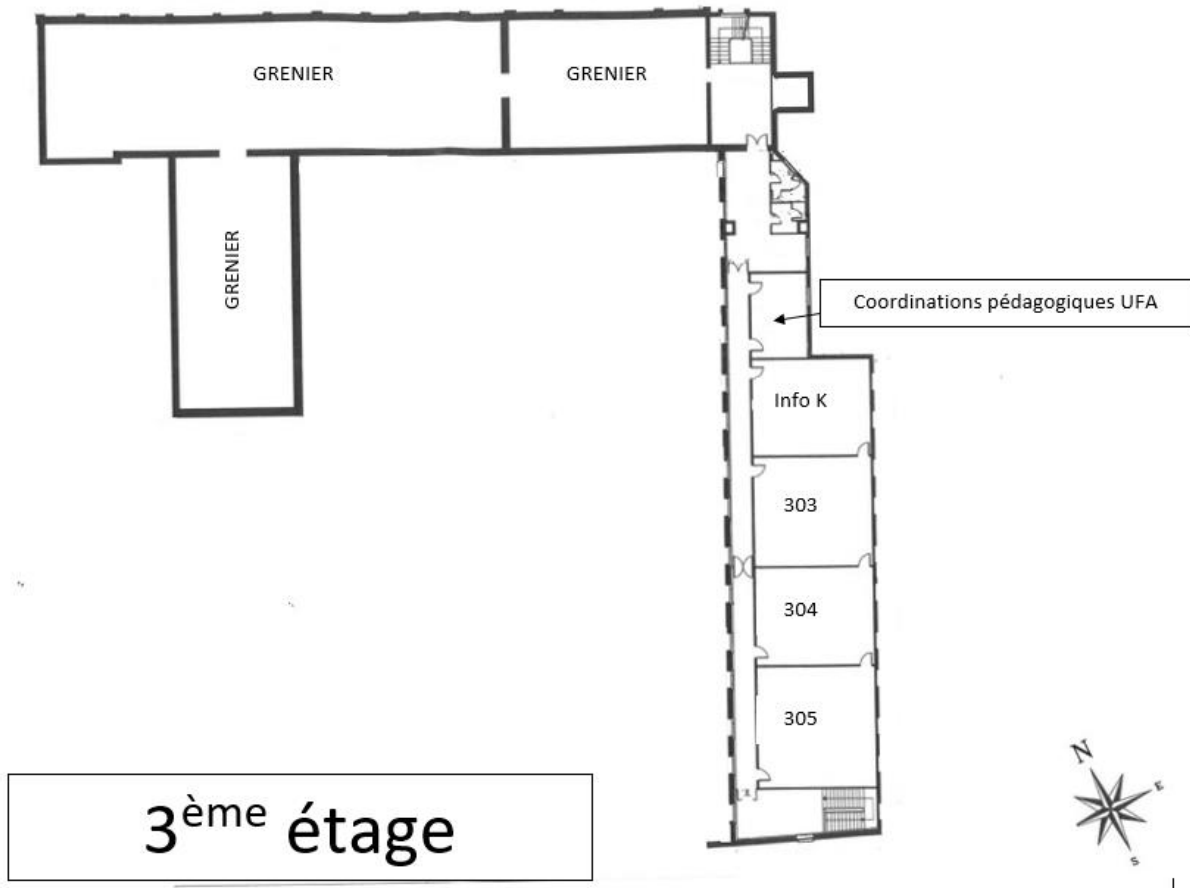 GRENIER
GRENIER
GRENIER
Coordinations pédagogiques UFA
Info K
303
304
305
3ème étage
N
E
S